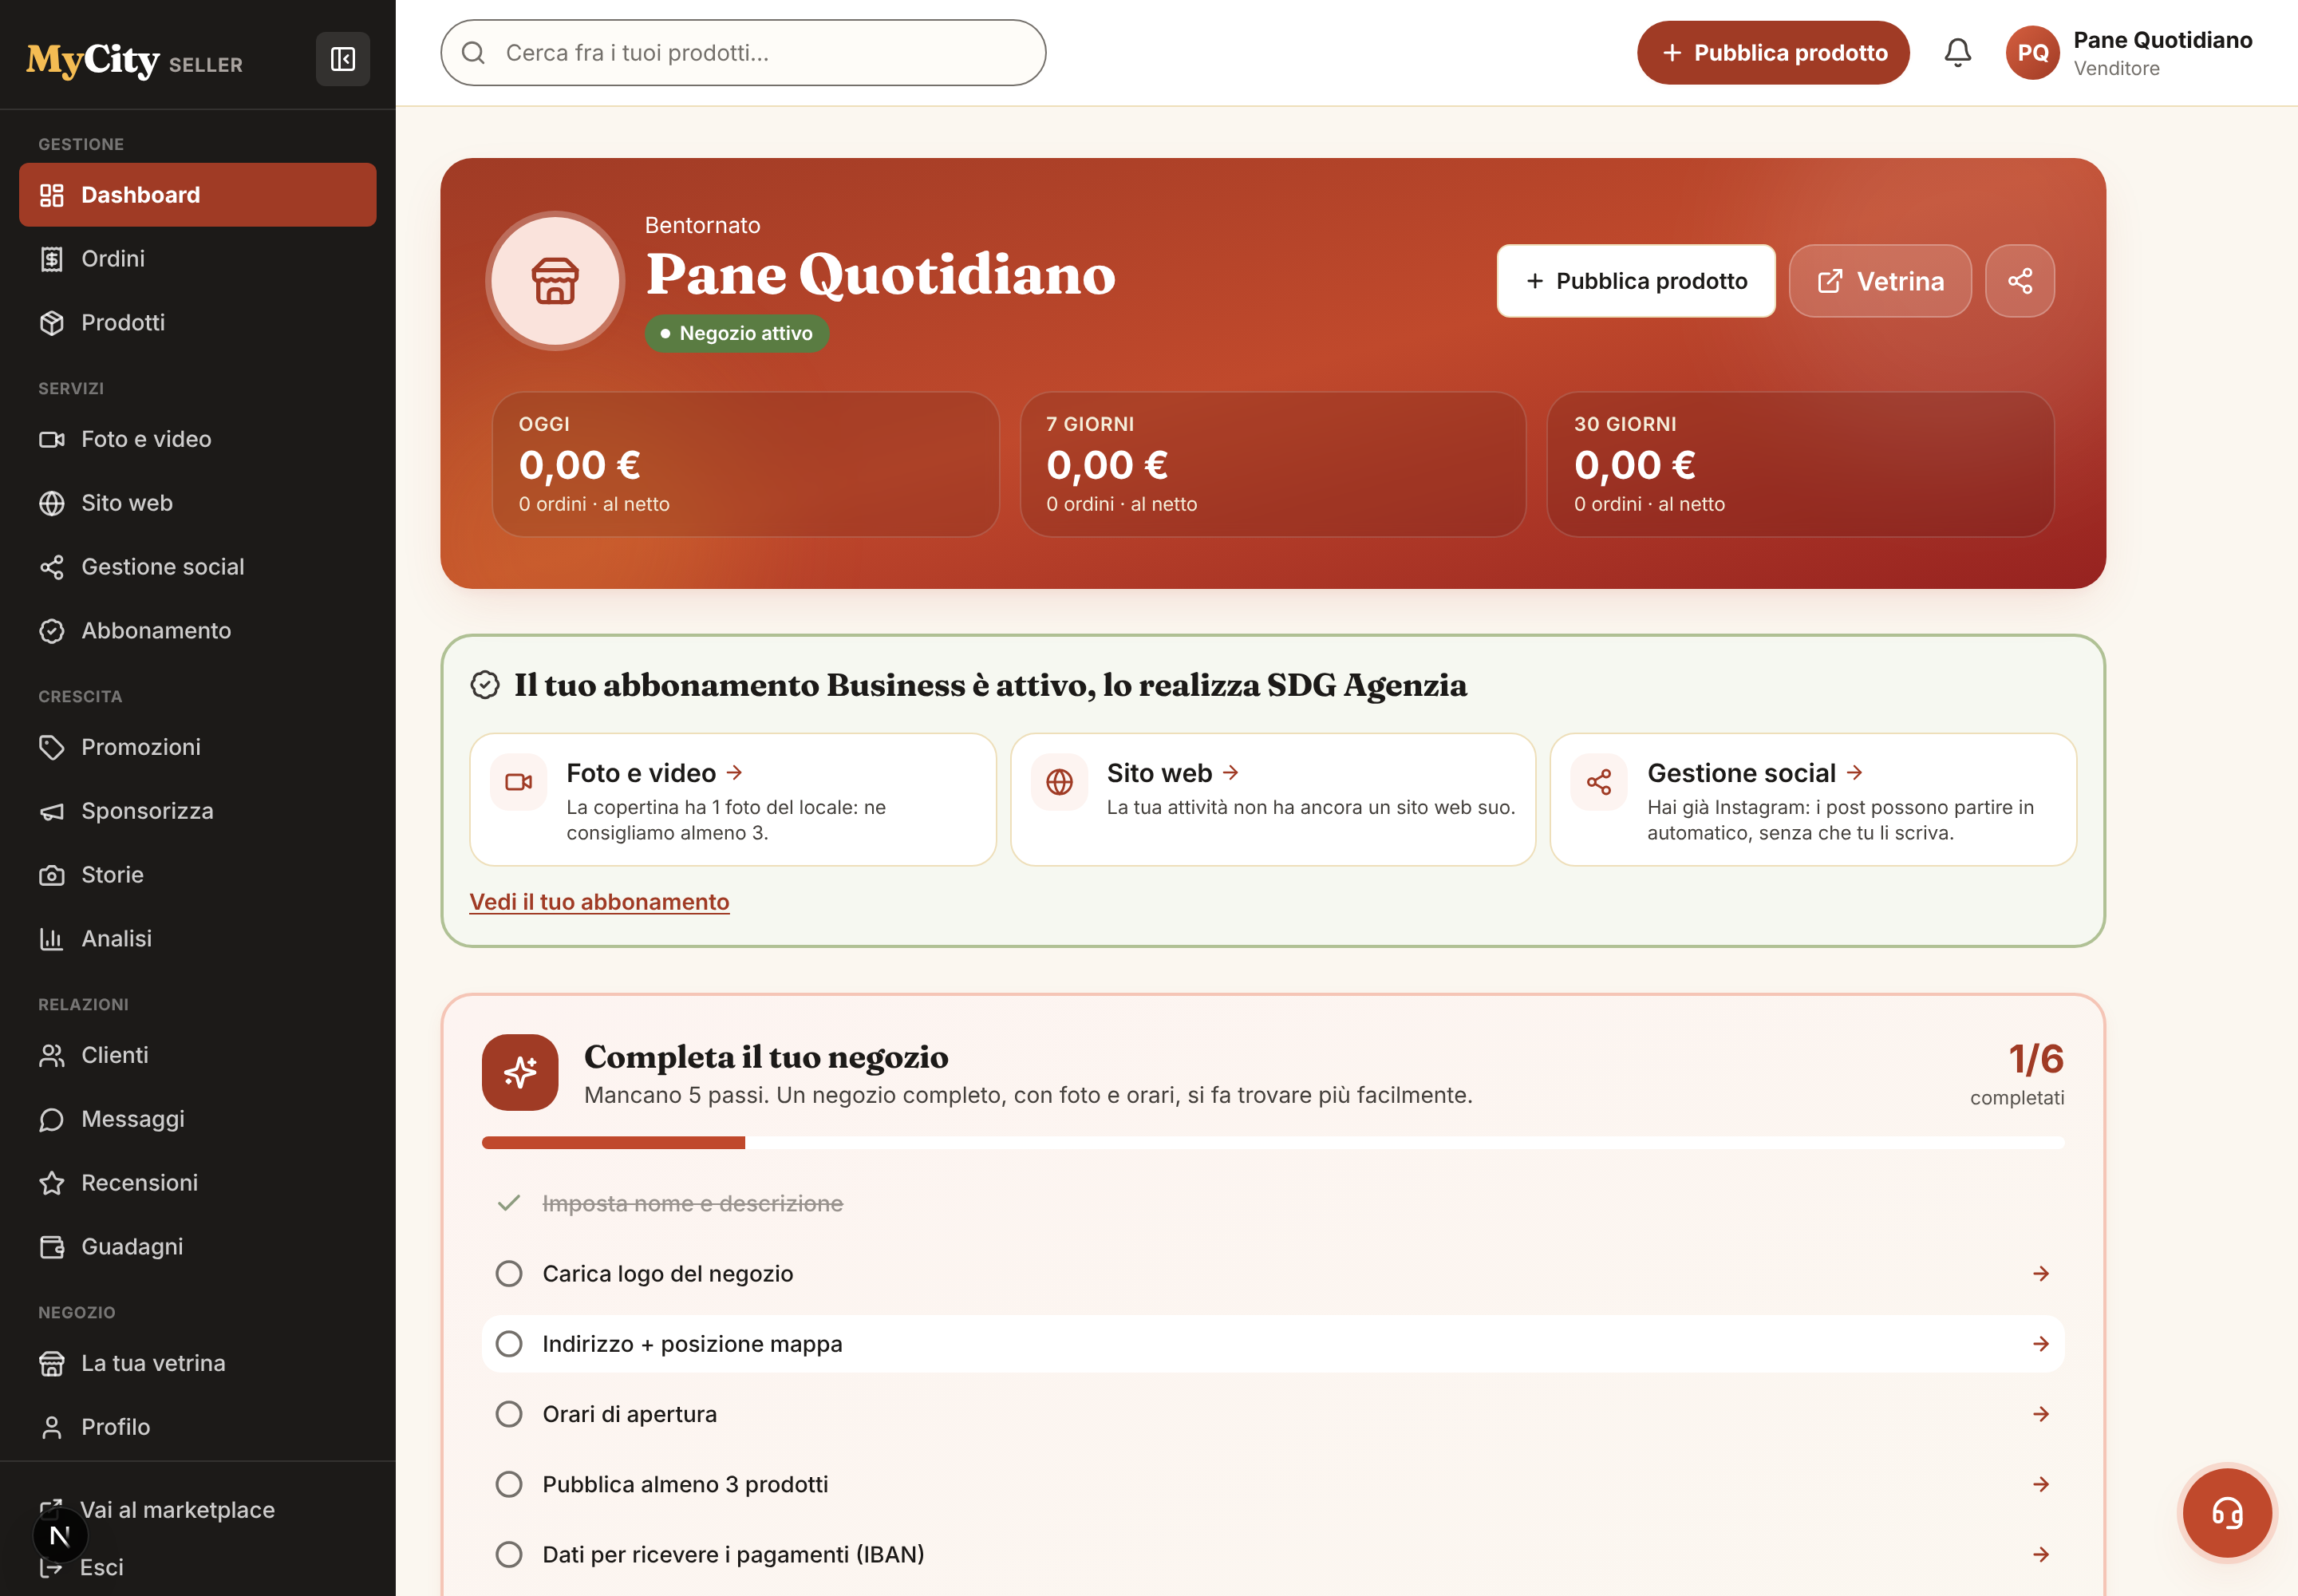 MyCity SELLER
GESTIONE
Dashboard
Ordini
Prodotti
SERVIZI
Foto e video
Sito web
Gestione social
Abbonamento
CRESCITA
Promozioni
Sponsorizza
Storie
Analisi
RELAZIONI
Clienti
Messaggi
Recensioni
Guadagni
NEGOZIO
La tua vetrina
Profilo
Vai al marketplace
N
Esci
Cerca fra i tuoi prodotti...
+ Pubblica prodotto
PQ
Pane Quotidiano
Venditore
Bentornato
Pane Quotidiano
Negozio attivo
+ Pubblica prodotto
Vetrina
OGGI
0,00 €
0 ordini · al netto
7 GIORNI
0,00 €
0 ordini · al netto
30 GIORNI
0,00 €
0 ordini · al netto
Il tuo abbonamento Business è attivo, lo realizza SDG Agenzia
Foto e video →
La copertina ha 1 foto del locale: ne
consigliamo almeno 3.
Sito web →
La tua attività non ha ancora un sito web suo.
Gestione social →
Hai già Instagram: i post possono partire in
automatico, senza che tu li scriva.
Vedi il tuo abbonamento
Completa il tuo negozio
Mancano 5 passi. Un negozio completo, con foto e orari, si fa trovare più facilmente.
1/6
completati
Imposta nome e descrizione
Carica logo del negozio
Indirizzo + posizione mappa
Orari di apertura
Pubblica almeno 3 prodotti
Dati per ricevere i pagamenti (IBAN)